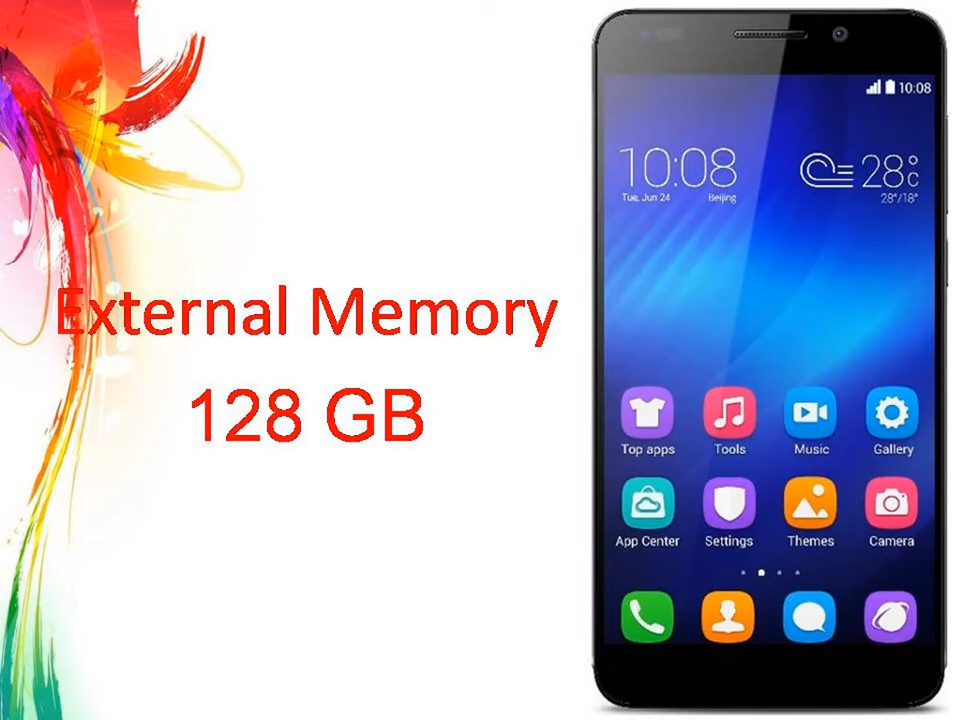 External Memory
128 GB
10:08
10:08
28°
Tue, Jun 24 Beijing 28°/18°
Top apps Tools Music Gallery
App Center Settings Themes Camera